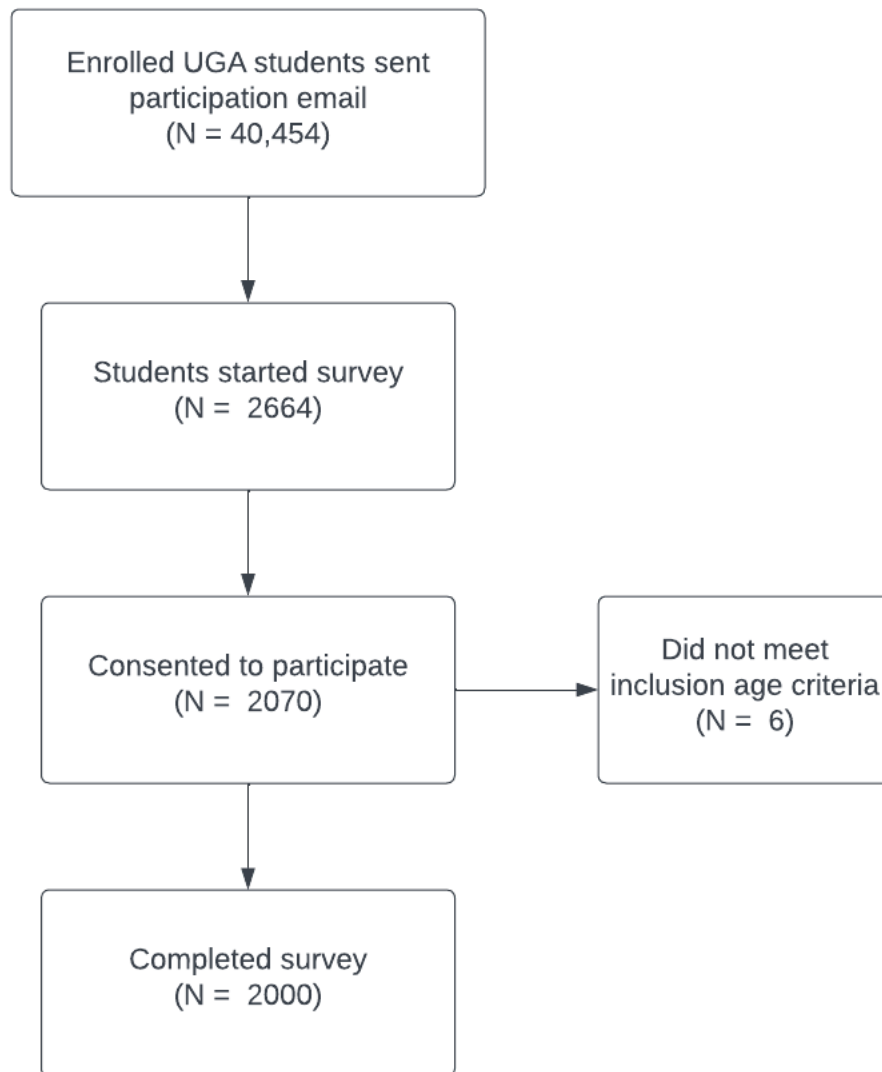 Enrolled UGA students sent
participation email
(N = 40,454)
Students started survey
(N =  2664)
Consented to participate
(N =  2070)
Did not meet
inclusion age criteria
(N =  6)
Completed survey
(N =  2000)